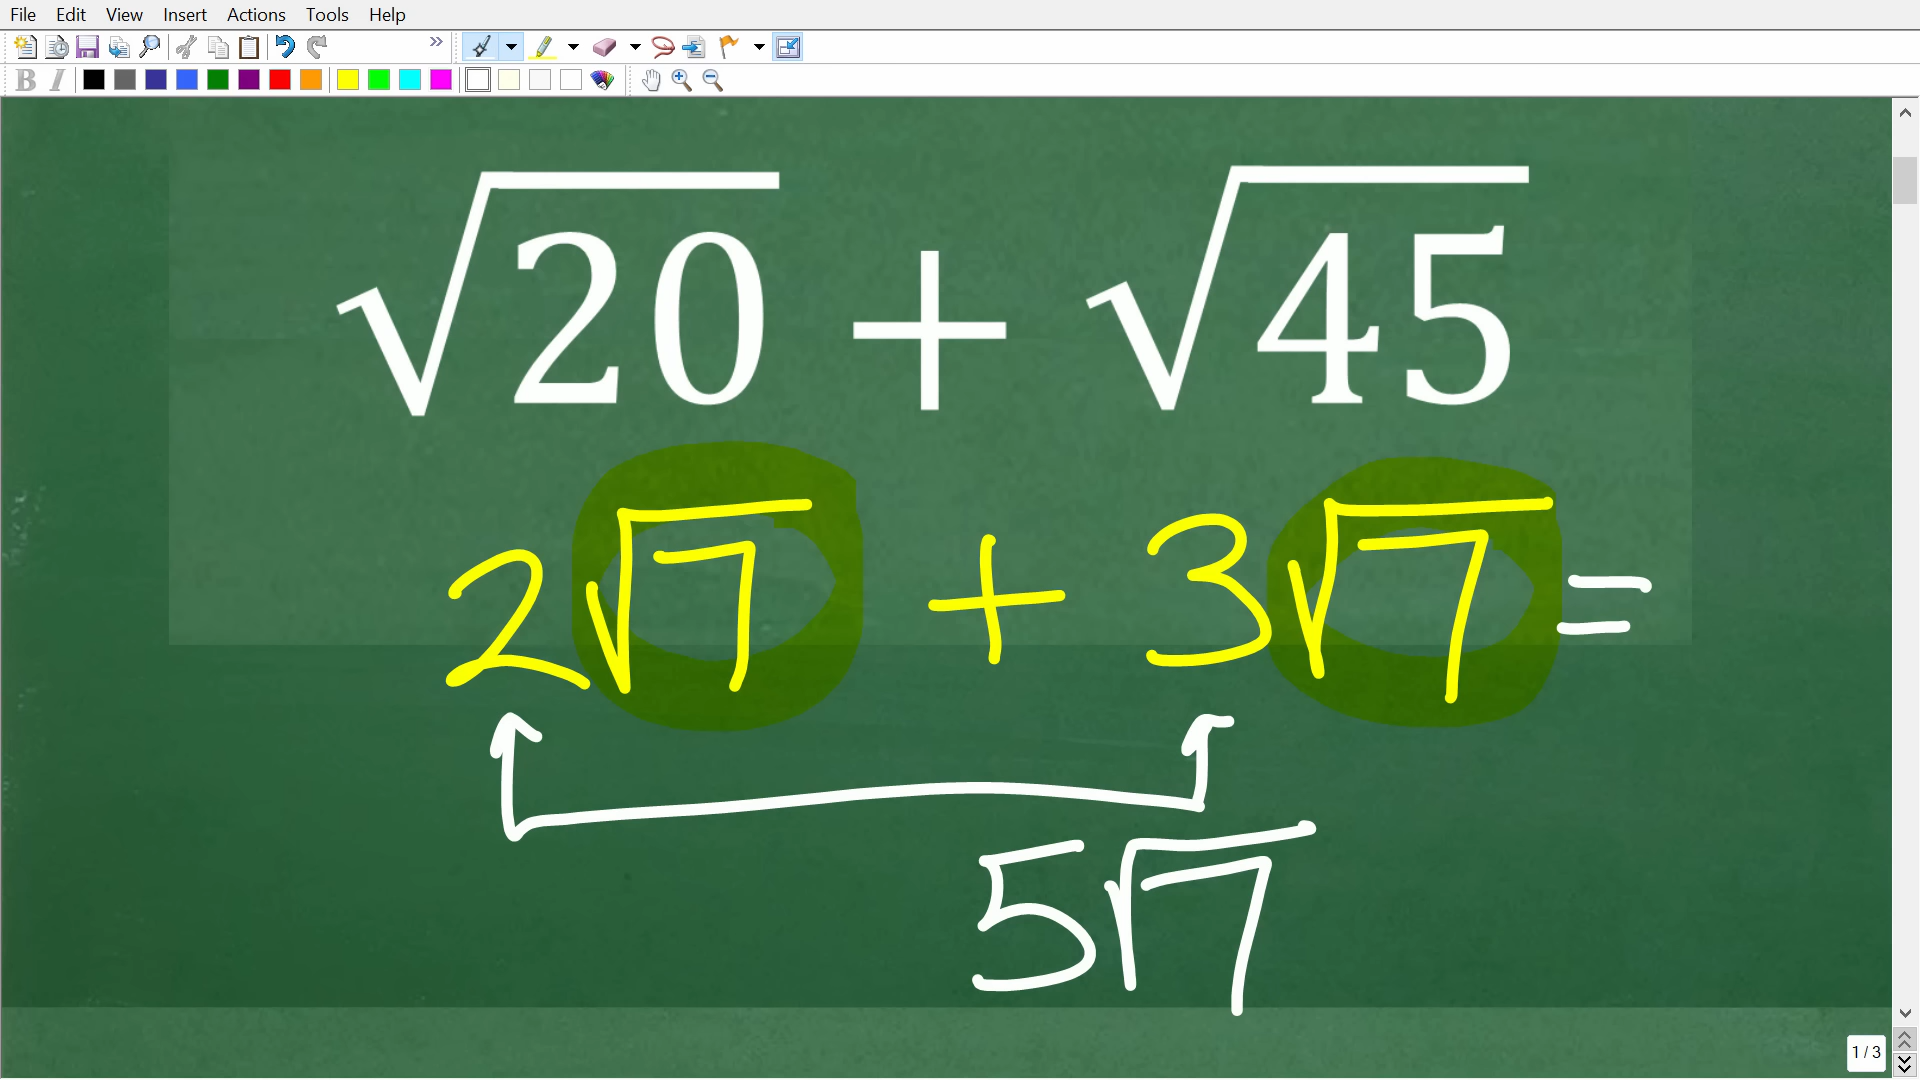 File Edit View Insert Actions Tools Help
B I
√20 + √45
2√7 + 3√7 =
5√7
1 / 3